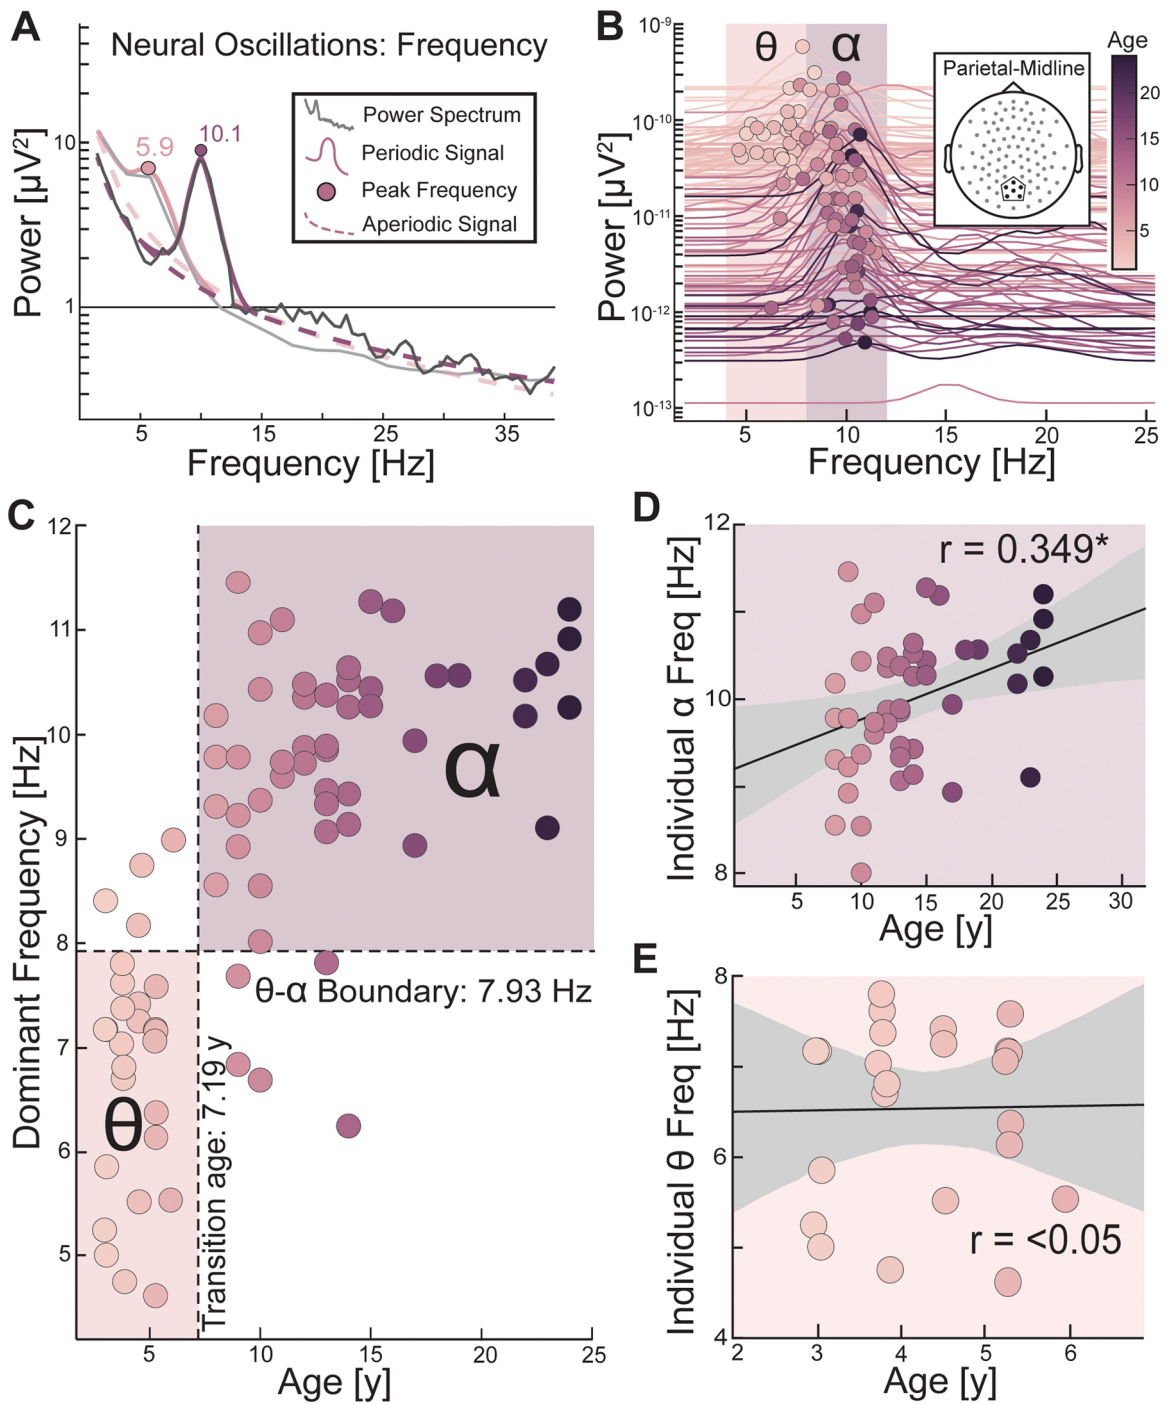 A
Neural Oscillations: Frequency
Power [µV²]
10
1
5.9
10.1
Power Spectrum
Periodic Signal
Peak Frequency
Aperiodic Signal
5 15 25 35
Frequency [Hz]
B
Power [µV²]
10⁻⁹
10⁻¹⁰
10⁻¹¹
10⁻¹²
10⁻¹³
θ α
Parietal-Midline
Age
20
15
10
5
5 10 15 20 25
Frequency [Hz]
C
Dominant Frequency [Hz]
12
11
10
9
8
7
6
5
α
θ-α Boundary: 7.93 Hz
θ
Transition age: 7.19 y
5 10 15 20 25
Age [y]
D
Individual α Freq [Hz]
12
10
8
r = 0.349*
5 10 15 20 25 30
Age [y]
E
Individual θ Freq [Hz]
8
6
4
r = <0.05
2 3 4 5 6
Age [y]